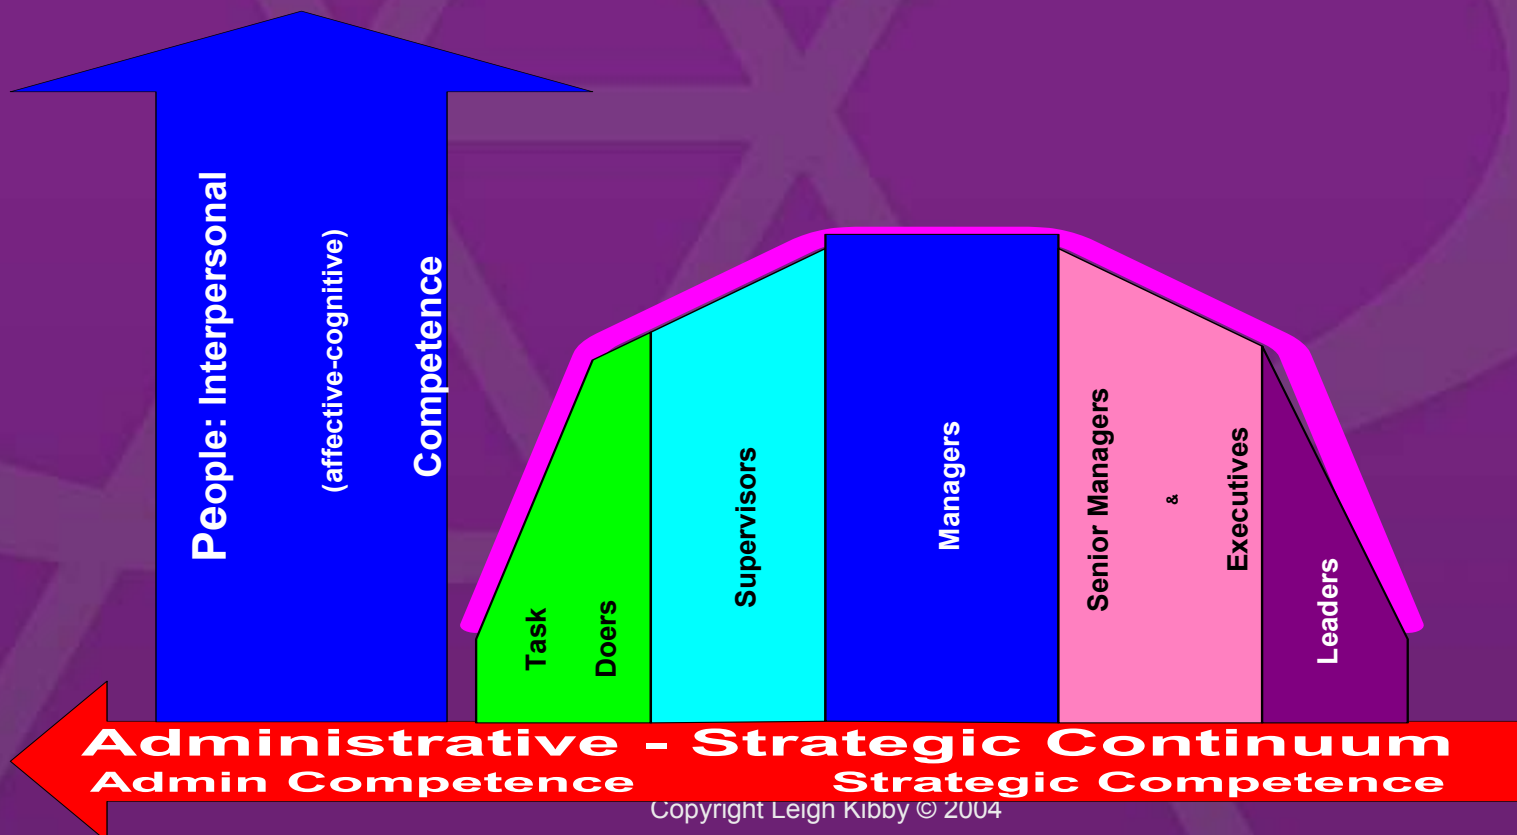 People: Interpersonal
(affective-cognitive)
Competence
Task
Doers
Supervisors
Managers
Senior Managers
&
Executives
Leaders
Administrative - Strategic Continuum
Admin Competence
Strategic Competence
Copyright Leigh Kibby © 2004